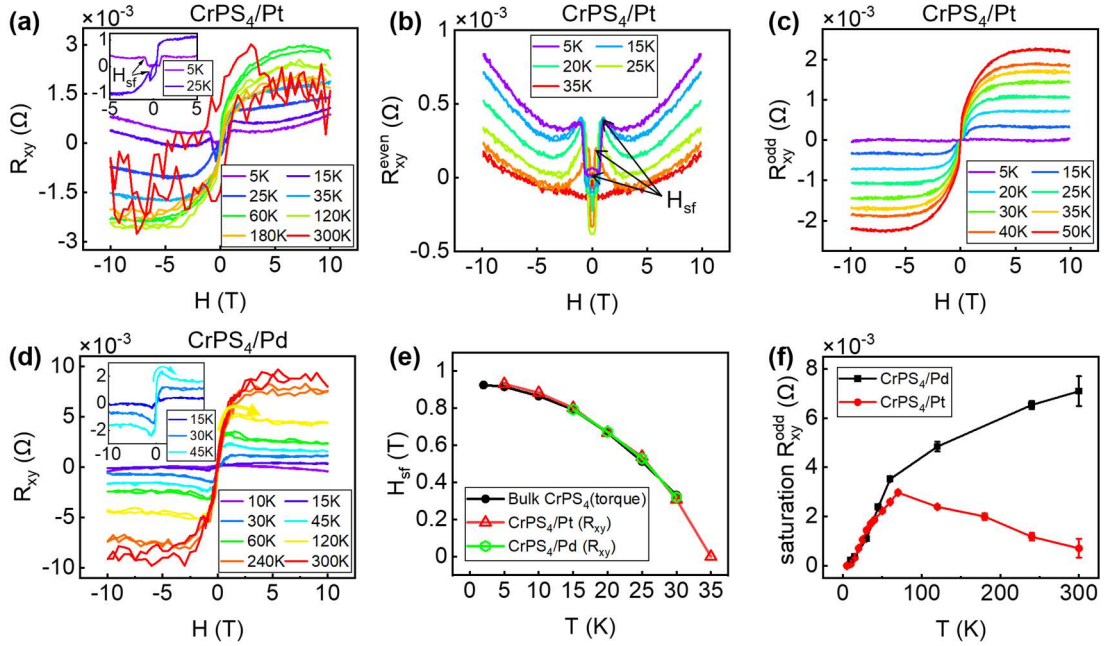 (a)
CrPS₄/Pt
×10⁻³
R_xy (Ω)
3
1.5
0
-1.5
-3
1
0
-1
H_sf
5K
25K
-5 0 5
5K 15K
25K 35K
60K 120K
180K 300K
-10 -5 0 5 10
H (T)
(b)
CrPS₄/Pt
×10⁻³
R_xy^even (Ω)
1
0.5
0
-0.5
5K 15K
20K 25K
35K
H_sf
-10 -5 0 5 10
H (T)
(c)
CrPS₄/Pt
×10⁻³
R_xy^odd (Ω)
2
1
0
-1
-2
5K 15K
20K 25K
30K 35K
40K 50K
-10 -5 0 5 10
H (T)
(d)
CrPS₄/Pd
×10⁻³
R_xy (Ω)
10
5
0
-5
-10
2
0
-2
15K
30K
45K
-10 0
10K 15K
30K 45K
60K 120K
240K 300K
-10 -5 0 5 10
H (T)
(e)
H_sf (T)
1
0.8
0.6
0.4
0.2
0
Bulk CrPS₄(torque)
CrPS₄/Pt (R_xy)
CrPS₄/Pd (R_xy)
0 5 10 15 20 25 30 35
T (K)
(f)
×10⁻³
saturation R_xy^odd (Ω)
8
6
4
2
0
CrPS₄/Pd
CrPS₄/Pt
0 100 200 300
T (K)